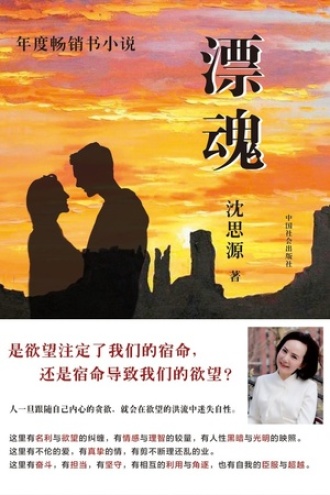 年度畅销书小说
漂魂
沈思源 著
中国社会出版社
是欲望注定了我们的宿命，
还是宿命导致我们的欲望？
人一旦跟随自己内心的贪欲，就会在欲望的洪流中迷失自性。
这里有名利与欲望的纠缠，有情感与理智的较量，有人性黑暗与光明的映照。
这里有不伦的爱，有真挚的情，有剪不断理还乱的业。
这里有奋斗，有担当，有坚守，有相互的利用与角逐，也有自我的臣服与超越。